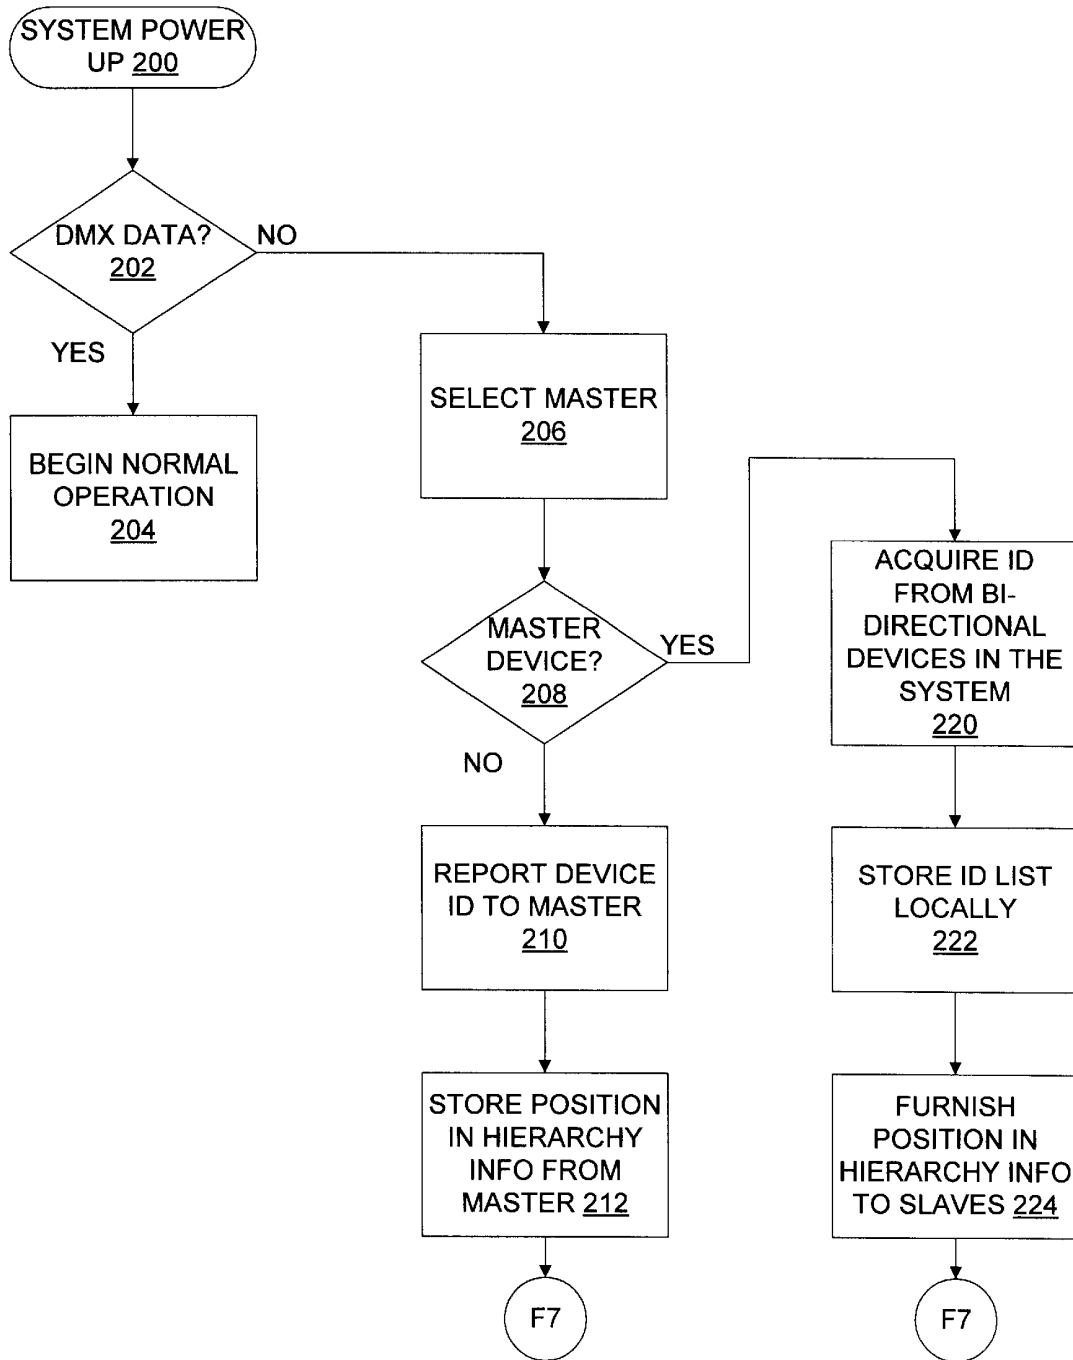 SYSTEM POWER
UP 200
DMX DATA?
202
NO
YES
BEGIN NORMAL
OPERATION
204
SELECT MASTER
206
MASTER
DEVICE?
208
YES
NO
REPORT DEVICE
ID TO MASTER
210
STORE POSITION
IN HIERARCHY
INFO FROM
MASTER 212
F7
ACQUIRE ID
FROM BI-
DIRECTIONAL
DEVICES IN THE
SYSTEM
220
STORE ID LIST
LOCALLY
222
FURNISH
POSITION IN
HIERARCHY INFO
TO SLAVES 224
F7